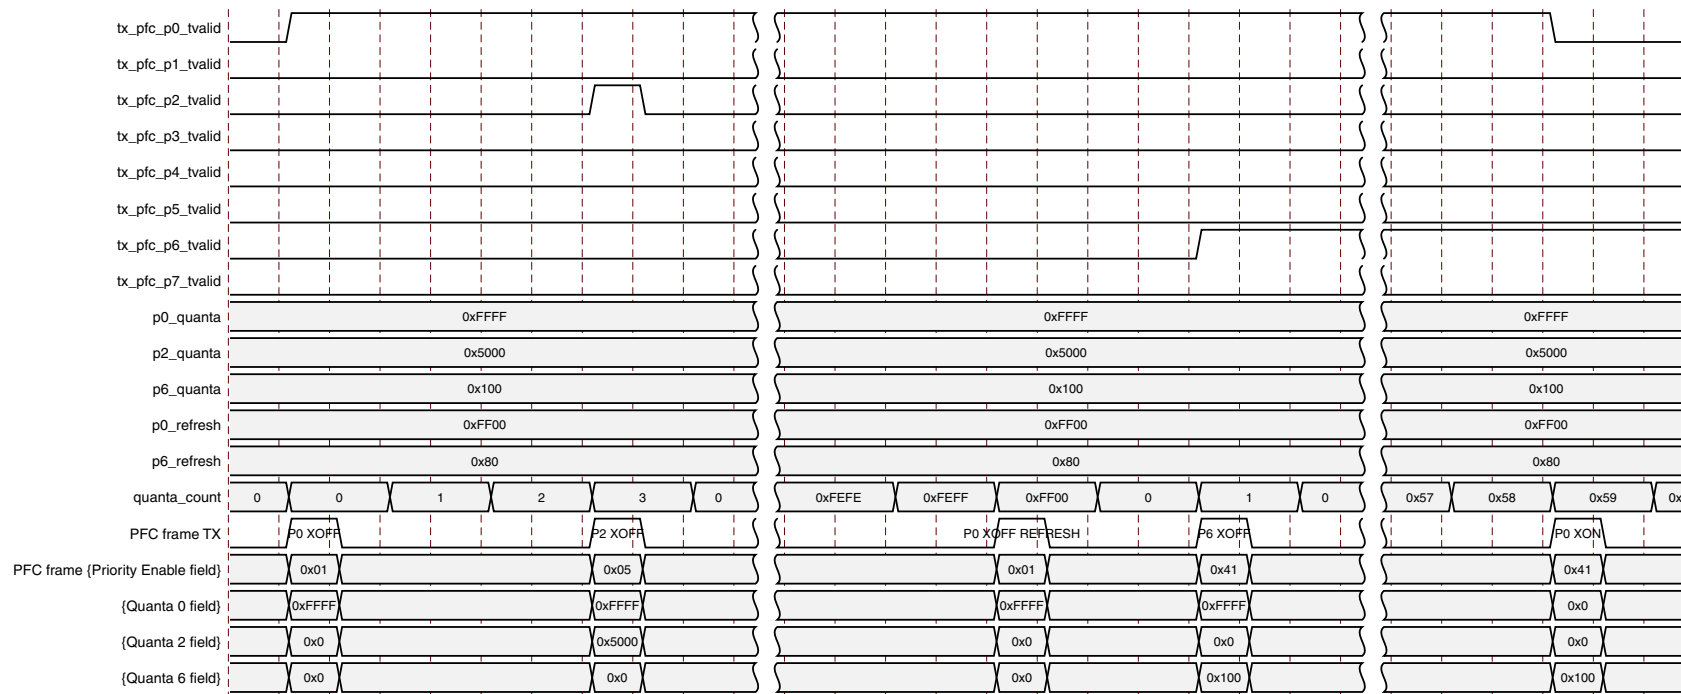 tx_pfc_p0_tvalid
tx_pfc_p1_tvalid
tx_pfc_p2_tvalid
tx_pfc_p3_tvalid
tx_pfc_p4_tvalid
tx_pfc_p5_tvalid
tx_pfc_p6_tvalid
tx_pfc_p7_tvalid
p0_quanta 0xFFFF 0xFFFF 0xFFFF
p2_quanta 0x5000 0x5000 0x5000
p6_quanta 0x100 0x100 0x100
p0_refresh 0xFF00 0xFF00 0xFF00
p6_refresh 0x80 0x80 0x80
quanta_count 0 0 1 2 3 0 0xFEFE 0xFEFF 0xFF00 0 1 0 0x57 0x58 0x59 0x
PFC frame TX P0 XOFF P2 XOFF P0 XOFF REFRESH P6 XOFF P0 XON
PFC frame {Priority Enable field} 0x01 0x05 0x01 0x41 0x41
{Quanta 0 field} 0xFFFF 0xFFFF 0xFFFF 0xFFFF 0x0
{Quanta 2 field} 0x0 0x5000 0x0 0x0 0x0
{Quanta 6 field} 0x0 0x0 0x0 0x100 0x100